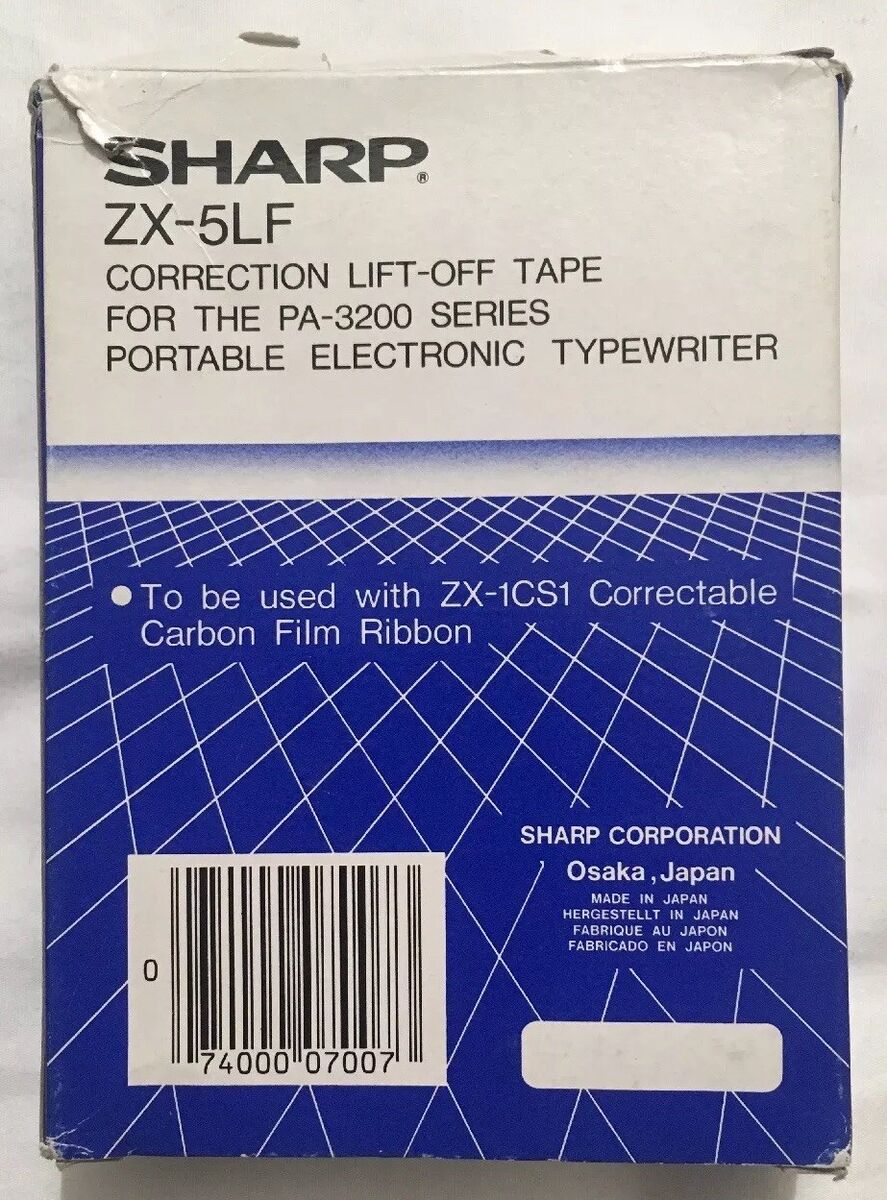 SHARP®
ZX-5LF
CORRECTION LIFT-OFF TAPE
FOR THE PA-3200 SERIES
PORTABLE ELECTRONIC TYPEWRITER
● To be used with ZX-1CS1 Correctable
Carbon Film Ribbon
SHARP CORPORATION
Osaka, Japan
MADE IN JAPAN
HERGESTELLT IN JAPAN
FABRIQUE AU JAPON
FABRICADO EN JAPON
0 74000 07007